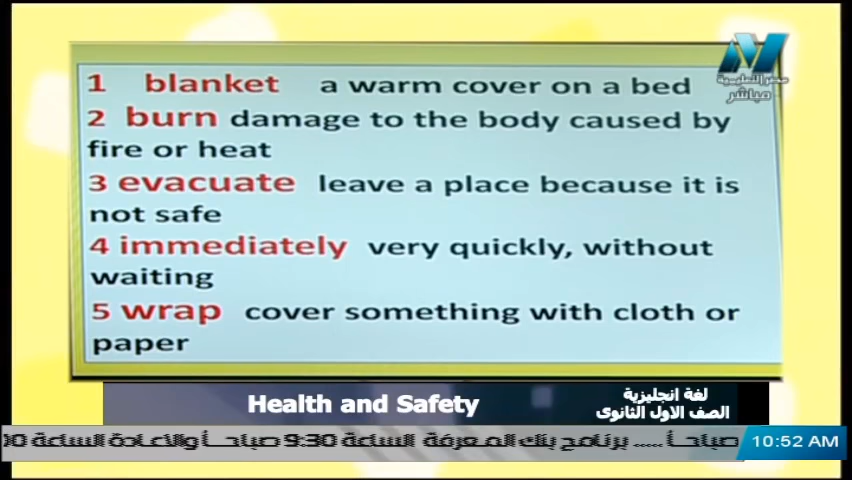 1 blanket a warm cover on a bed
2 burn damage to the body caused by
fire or heat
3 evacuate leave a place because it is
not safe
4 immediately very quickly, without
waiting
5 wrap cover something with cloth or
paper
مصر التعليمية
مباشر
Health and Safety
لغة انجليزية
الصف الاول الثانوى
صباحـاً ..... برنامج بنك المعرفة الساعة 9:30 صباحـاً والاعادة الساعة
10:52 AM